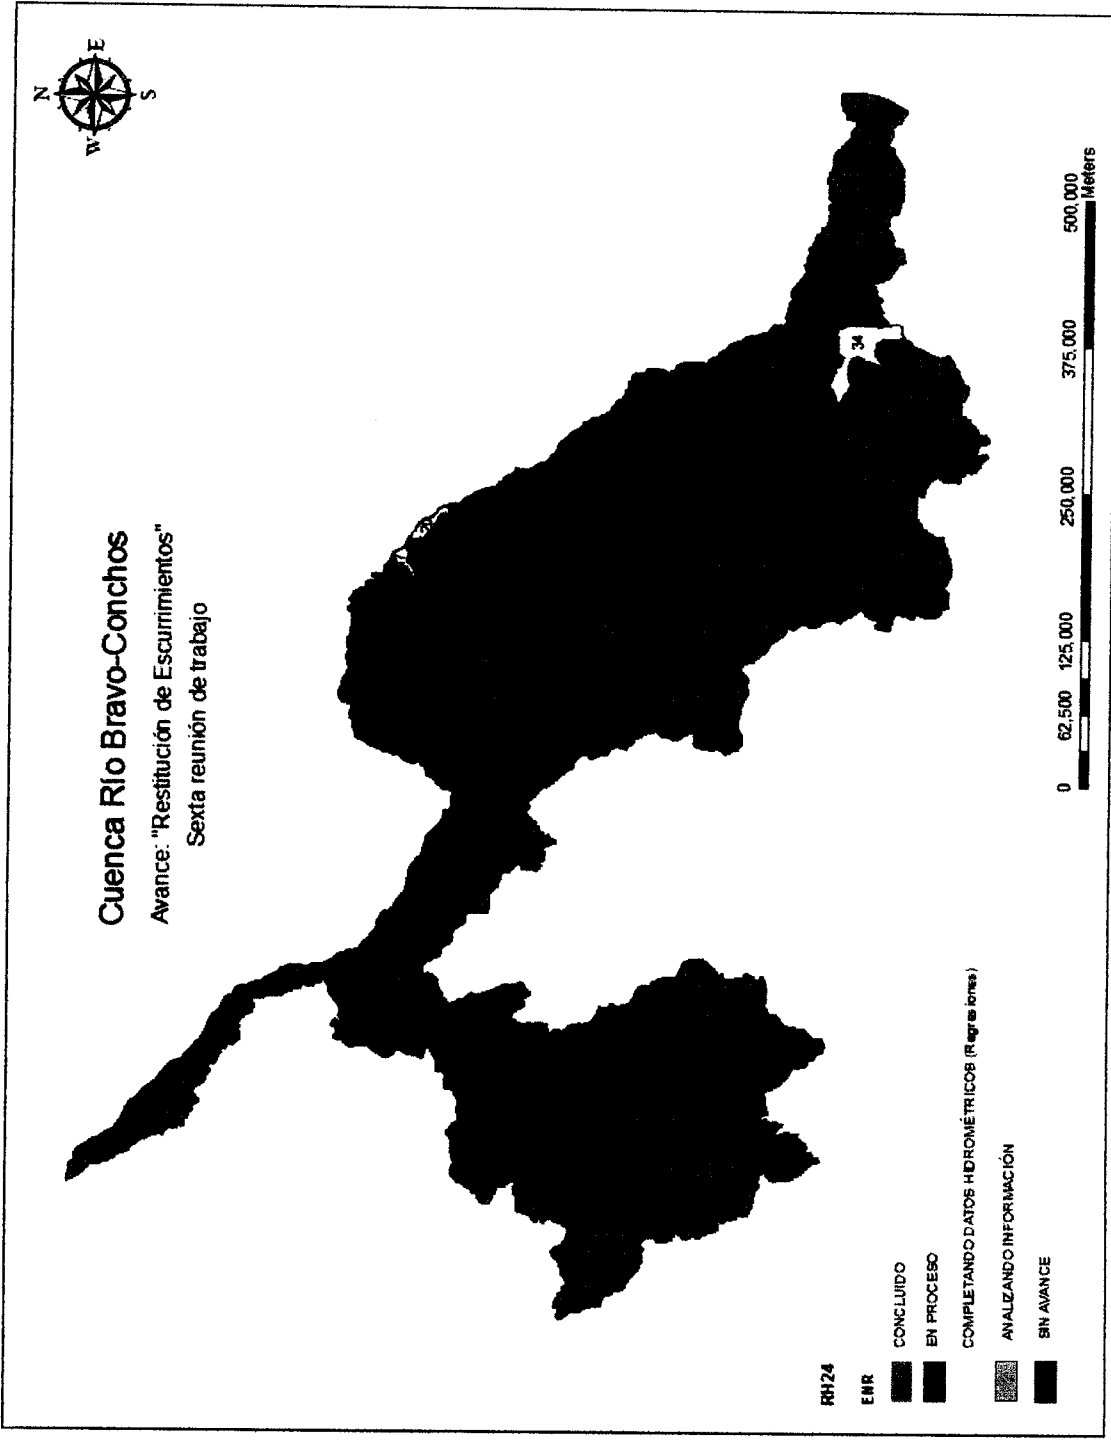 Cuenca Río Bravo-Conchos
Avance: "Restitución de Escurrimientos"
Sexta reunión de trabajo
N
W
E
S
34
RH24
ENR
CONCLUIDO
EN PROCESO
COMPLETANDO DATOS HIDROMÉTRICOS (Regresiones)
ANALIZANDO INFORMACIÓN
SIN AVANCE
0 62,500 125,000 250,000 375,000 500,000
Meters